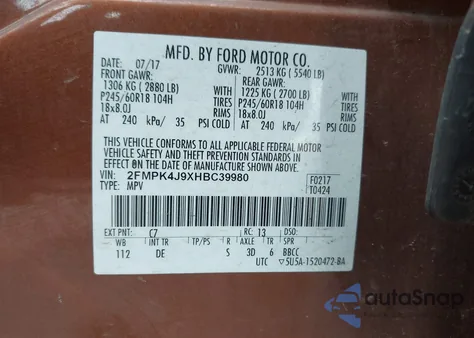 MFD. BY FORD MOTOR CO.
DATE: 07/17 GVWR: 2513 KG ( 5540 LB)
FRONT GAWR: REAR GAWR:
1306 KG ( 2880 LB) WITH 1225 KG ( 2700 LB) WITH
P245/60R18 104H TIRES P245/60R18 104H TIRES
18x8.0J RIMS 18x8.0J RIMS
AT 240 kPa/ 35 PSI COLD AT 240 kPa/ 35 PSI COLD
THIS VEHICLE CONFORMS TO ALL APPLICABLE FEDERAL MOTOR
VEHICLE SAFETY AND THEFT PREVENTION STANDARDS IN
EFFECT ON THE DATE OF MANUFACTURE SHOWN ABOVE.
VIN: 2FMPK4J9XHBC39980 F0217
TYPE: MPV T0424
EXT PNT: C7 RC: 13 DSO:
WB INT TR TP/PS R AXLE TR SPR
112 DE S 3D 6 BBCC
UTC ▽5U5A-1520472-BA
autoSnap